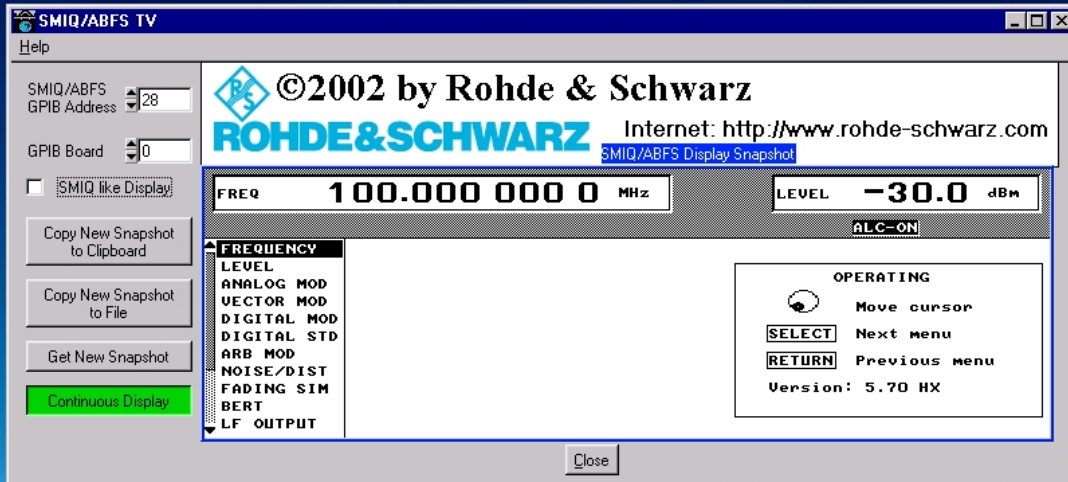 SMIQ/ABFS TV
Help
SMIQ/ABFS
GPIB Address 28
GPIB Board 0
SMIQ like Display
Copy New Snapshot
to Clipboard
Copy New Snapshot
to File
Get New Snapshot
Continuous Display
R/S
©2002 by Rohde & Schwarz
ROHDE&SCHWARZ
Internet: http://www.rohde-schwarz.com
SMIQ/ABFS Display Snapshot
FREQ 100.000 000 0 MHz
LEVEL -30.0 dBm
ALC-ON
FREQUENCY
LEVEL
ANALOG MOD
VECTOR MOD
DIGITAL MOD
DIGITAL STD
ARB MOD
NOISE/DIST
FADING SIM
BERT
LF OUTPUT
OPERATING
Move cursor
SELECT Next menu
RETURN Previous menu
Version: 5.70 HX
Close